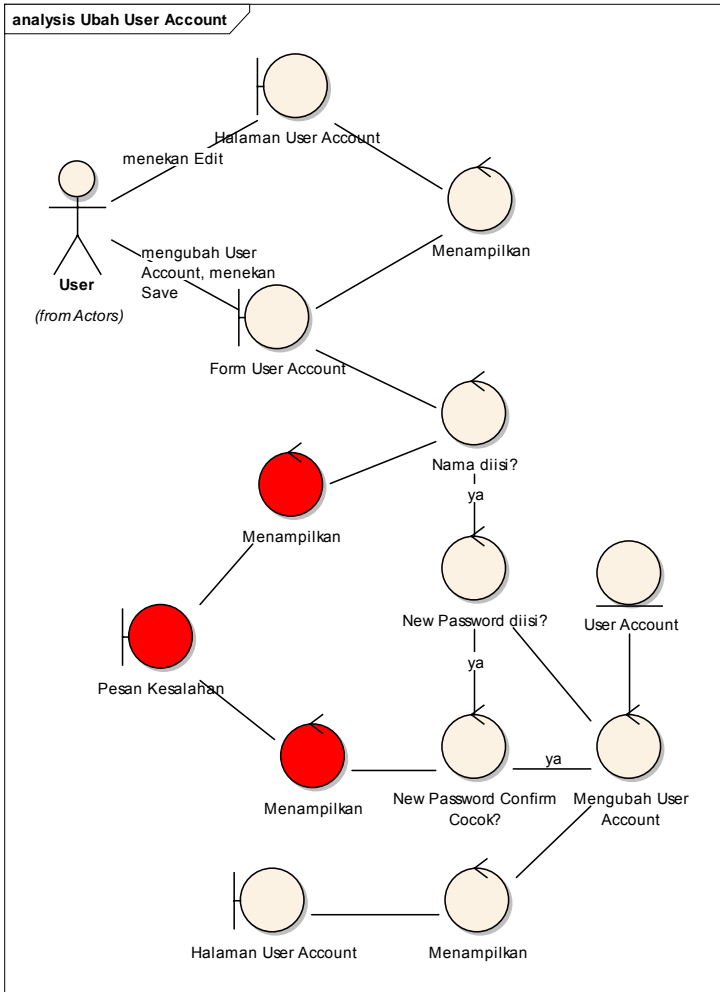 analysis Ubah User Account
Halaman User Account
menekan Edit
Menampilkan
User
(from Actors)
mengubah User
Account, menekan
Save
Form User Account
Nama diisi?
ya
Menampilkan
New Password diisi?
User Account
ya
Pesan Kesalahan
Menampilkan
New Password Confirm
Cocok?
ya
Mengubah User
Account
Halaman User Account
Menampilkan